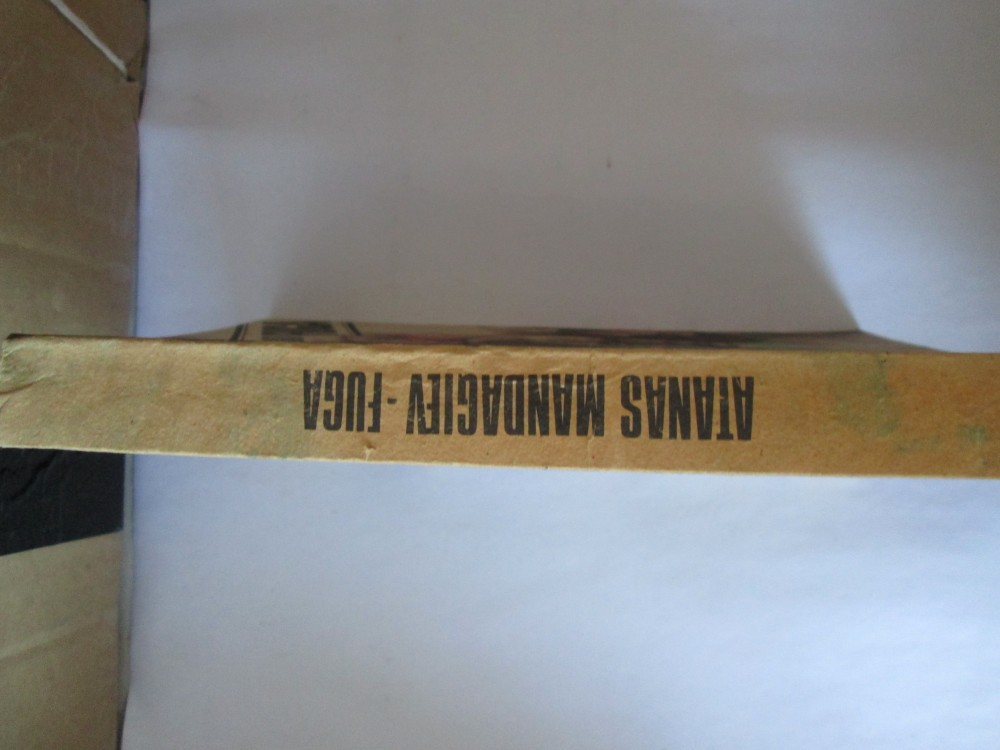 ATANAS MANDAGIEV - FUGA